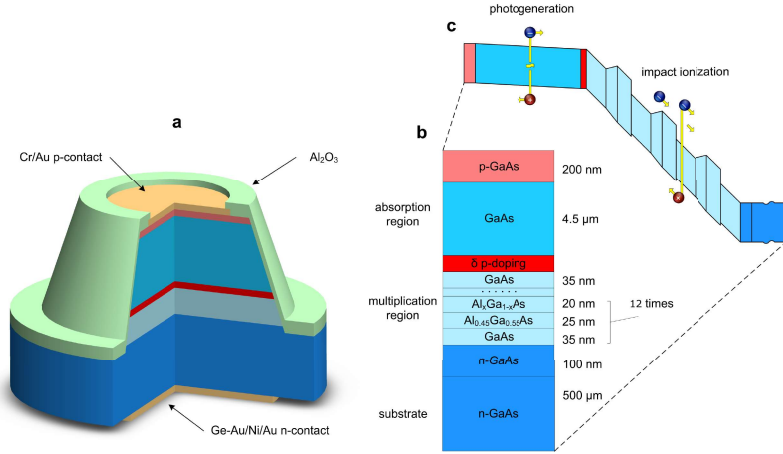 a
Cr/Au p-contact
Al₂O₃
Ge-Au/Ni/Au n-contact
c
photogeneration
impact ionization
b
p-GaAs 200 nm
absorption
region
GaAs 4.5 µm
δ p-doping
GaAs 35 nm
......
multiplication
region
AlₓGa₁₋ₓAs 20 nm
12 times
Al₀.₄₅Ga₀.₅₅As 25 nm
GaAs 35 nm
n-GaAs 100 nm
500 µm
substrate
n-GaAs